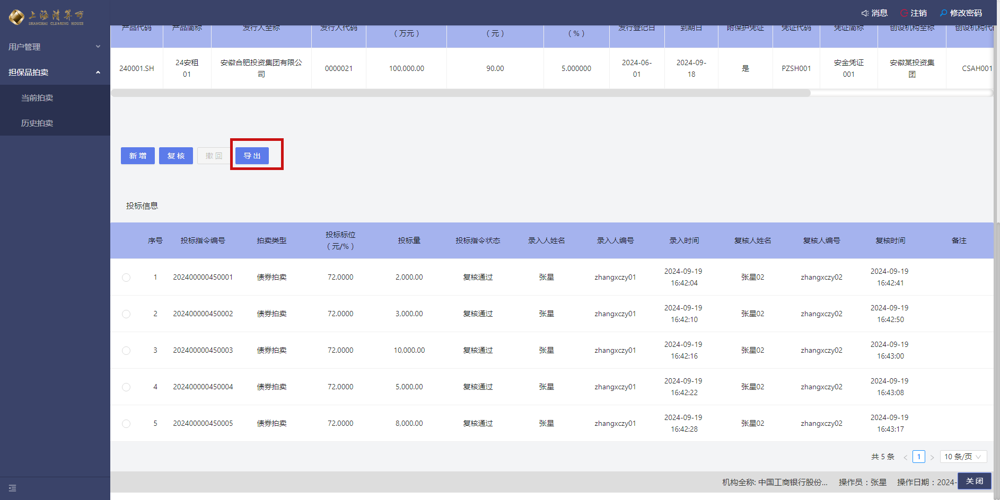 上海清算所
SHANGHAI CLEARING HOUSE
消息 注销 修改密码
用户管理
担保品拍卖
当前拍卖
历史拍卖
产品代码 产品简称 发行人全称 发行人代码 （万元） （元） （%） 发行登记日 到期日 附保护凭证 凭证代码 凭证简称 创设机构全称 创设机构代
240001.SH 24安租01 安徽合肥投资集团有限公司 0000021 100,000.00 90.00 5.000000 2024-06-01 2024-09-18 是 PZSH001 安金凭证001 安徽某投资集团 CSAH001
新增 复核 撤回 导出
投标信息
序号 投标指令编号 拍卖类型 投标标位（元/%） 投标量 投标指令状态 录入人姓名 录入人编号 录入时间 复核人姓名 复核人编号 复核时间 备注
1 202400000450001 债券拍卖 72.0000 2,000.00 复核通过 张星 zhangxczy01 2024-09-19 16:42:04 张星02 zhangxczy02 2024-09-19 16:42:41
2 202400000450002 债券拍卖 72.0000 3,000.00 复核通过 张星 zhangxczy01 2024-09-19 16:42:10 张星02 zhangxczy02 2024-09-19 16:42:50
3 202400000450003 债券拍卖 72.0000 10,000.00 复核通过 张星 zhangxczy01 2024-09-19 16:42:16 张星02 zhangxczy02 2024-09-19 16:43:00
4 202400000450004 债券拍卖 72.0000 5,000.00 复核通过 张星 zhangxczy01 2024-09-19 16:42:22 张星02 zhangxczy02 2024-09-19 16:43:08
5 202400000450005 债券拍卖 72.0000 8,000.00 复核通过 张星 zhangxczy01 2024-09-19 16:42:28 张星02 zhangxczy02 2024-09-19 16:43:17
共 5 条 < 1 > 10 条/页
机构全称: 中国工商银行股份... 操作员：张星 操作日期：2024- 关闭